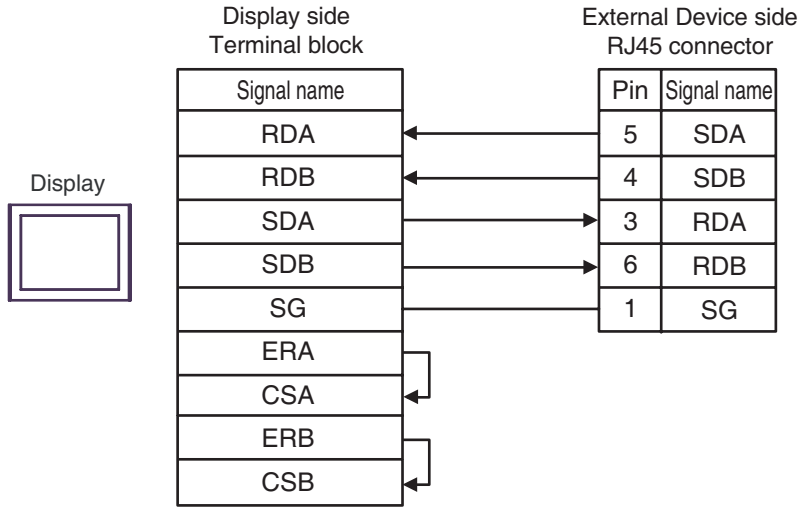 Display side
Terminal block
External Device side
RJ45 connector
Signal name
Pin Signal name
RDA 5 SDA
RDB 4 SDB
Display
SDA 3 RDA
SDB 6 RDB
SG 1 SG
ERA
CSA
ERB
CSB